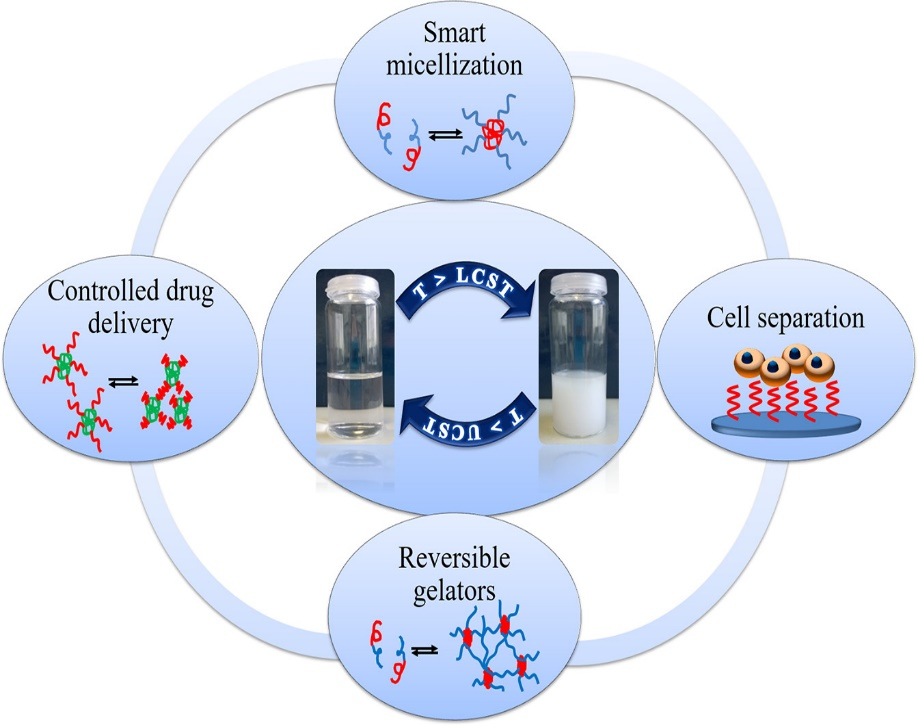 Smart
micellization
Controlled drug
delivery
T > LCST
Cell separation
T > UCST
Reversible
gelators